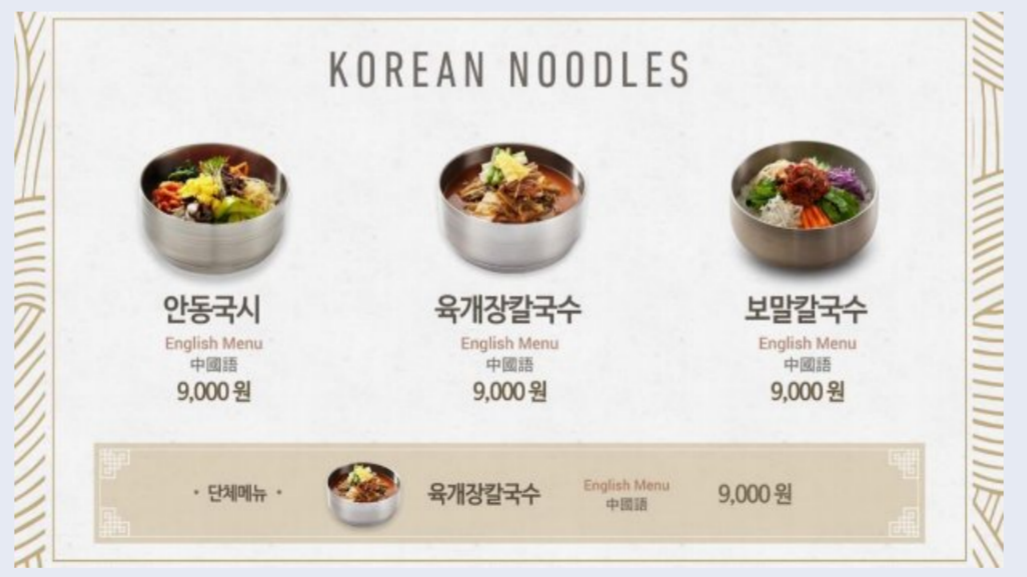 KOREAN NOODLES
안동국시
English Menu
中國語
9,000 원
육개장칼국수
English Menu
中國語
9,000 원
보말칼국수
English Menu
中國語
9,000 원
· 단체메뉴 ·
육개장칼국수
English Menu
中國語
9,000 원